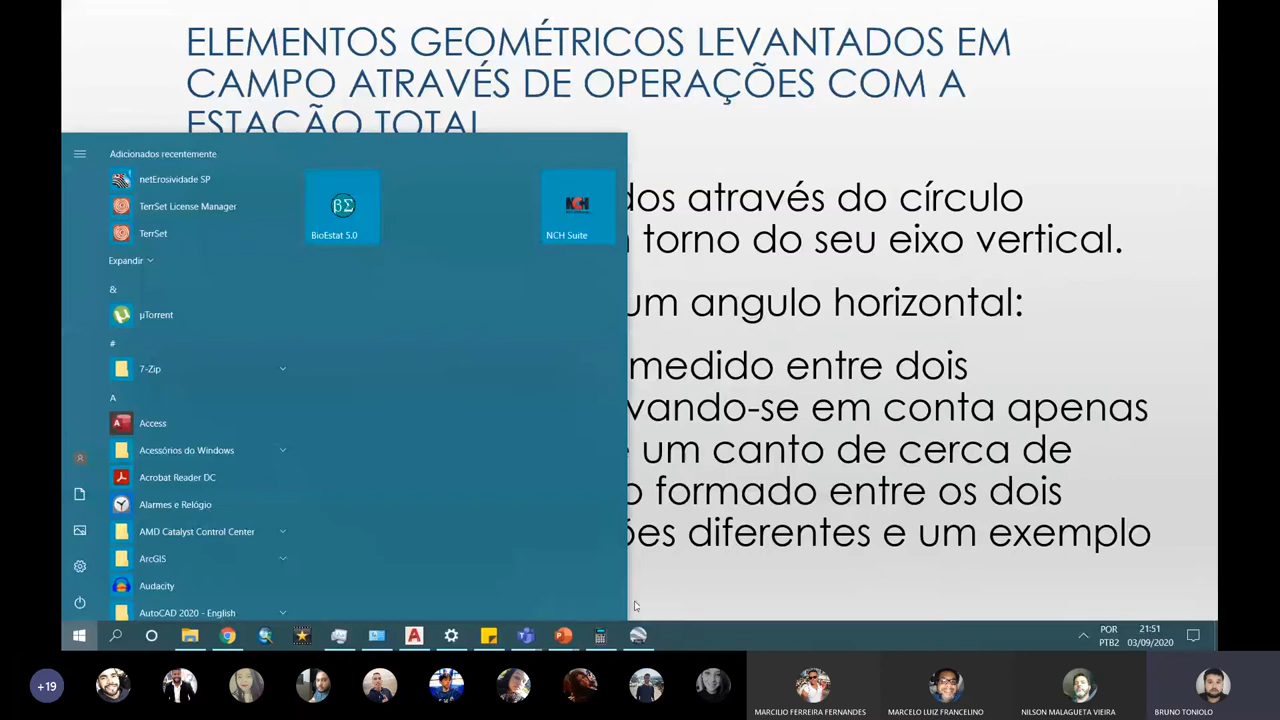 ELEMENTOS GEOMÉTRICOS LEVANTADOS EM
CAMPO ATRAVÉS DE OPERAÇÕES COM A
ESTAÇÃO TOTAL
Adicionados recentemente
netErosividade SP
TerrSet License Manager
TerrSet
Expandir
&
µTorrent
#
7-Zip
A
Access
Acessórios do Windows
Acrobat Reader DC
Alarmes e Relógio
AMD Catalyst Control Center
ArcGIS
Audacity
AutoCAD 2020 - English
βΣ
BioEstat 5.0
NCH
NCH Suite
dos através do círculo
torno do seu eixo vertical.
um angulo horizontal:
medido entre dois
vando-se em conta apenas
um canto de cerca de
o formado entre os dois
ões diferentes e um exemplo
POR
PTB2
21:51
03/09/2020
+19
MARCILIO FERREIRA FERNANDES
MARCELO LUIZ FRANCELINO
NILSON MALAGUETA VIEIRA
BRUNO TONIOLO